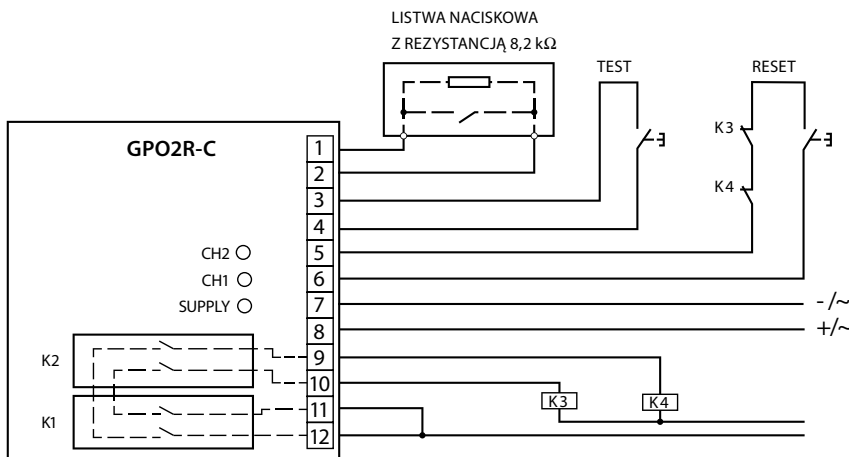 LISTWA NACISKOWA
Z REZYSTANCJĄ 8,2 kΩ
TEST
RESET
GPO2R-C
K3
K4
1
2
3
4
5
6
7
8
9
10
11
12
CH2
CH1
SUPPLY
- /~
+/~
K2
K1
K3
K4